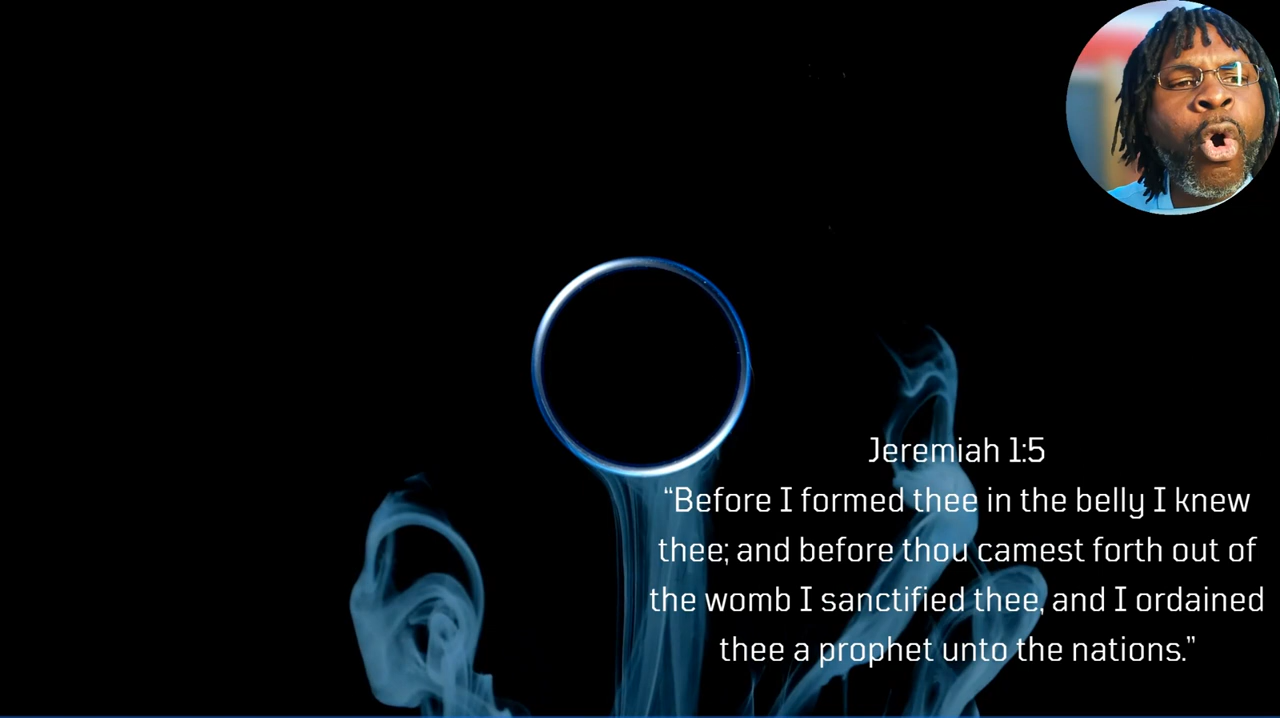 Jeremiah 1:5
“Before I formed thee in the belly I knew
thee; and before thou camest forth out of
the womb I sanctified thee, and I ordained
thee a prophet unto the nations.”